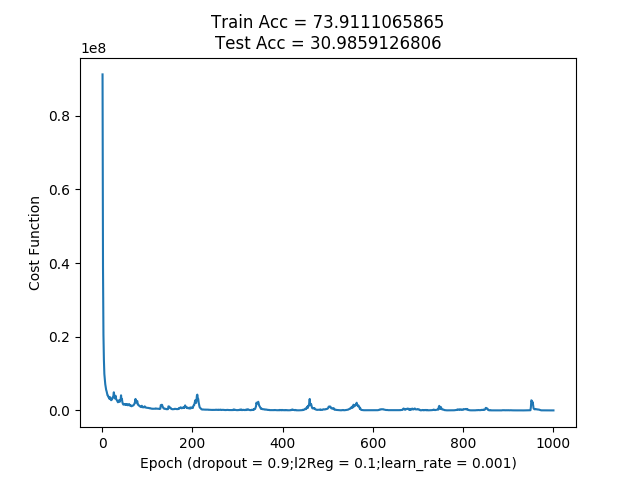 Train Acc = 73.9111065865
Test Acc = 30.9859126806
1e8
0.8
0.6
0.4
0.2
0.0
Cost Function
0 200 400 600 800 1000
Epoch (dropout = 0.9;l2Reg = 0.1;learn_rate = 0.001)